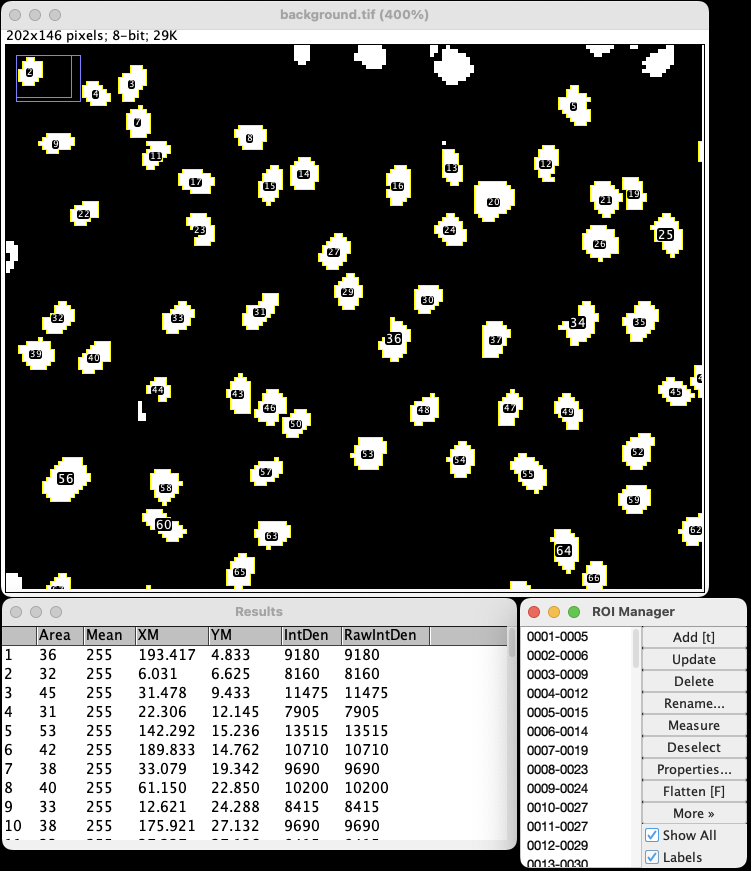 background.tif (400%)
202x146 pixels; 8-bit; 29K
2
3
4
5
7
8
9
11
12
13
14
15
16
17
19
20
21
22
23
24
25
26
27
29
30
31
32
33
34
35
36
37
39
40
43
44
45
46
47
48
49
50
52
53
54
55
56
57
58
59
60
62
63
64
65
66
Results
Area Mean XM YM IntDen RawIntDen
1 36 255 193.417 4.833 9180 9180
2 32 255 6.031 6.625 8160 8160
3 45 255 31.478 9.433 11475 11475
4 31 255 22.306 12.145 7905 7905
5 53 255 142.292 15.236 13515 13515
6 42 255 189.833 14.762 10710 10710
7 38 255 33.079 19.342 9690 9690
8 40 255 61.150 22.850 10200 10200
9 33 255 12.621 24.288 8415 8415
10 38 255 175.921 27.132 9690 9690
ROI Manager
0001-0005
0002-0006
0003-0009
0004-0012
0005-0015
0006-0014
0007-0019
0008-0023
0009-0024
0010-0027
0011-0027
0012-0029
0013-0030
Add [t]
Update
Delete
Rename...
Measure
Deselect
Properties...
Flatten [F]
More »
Show All
Labels